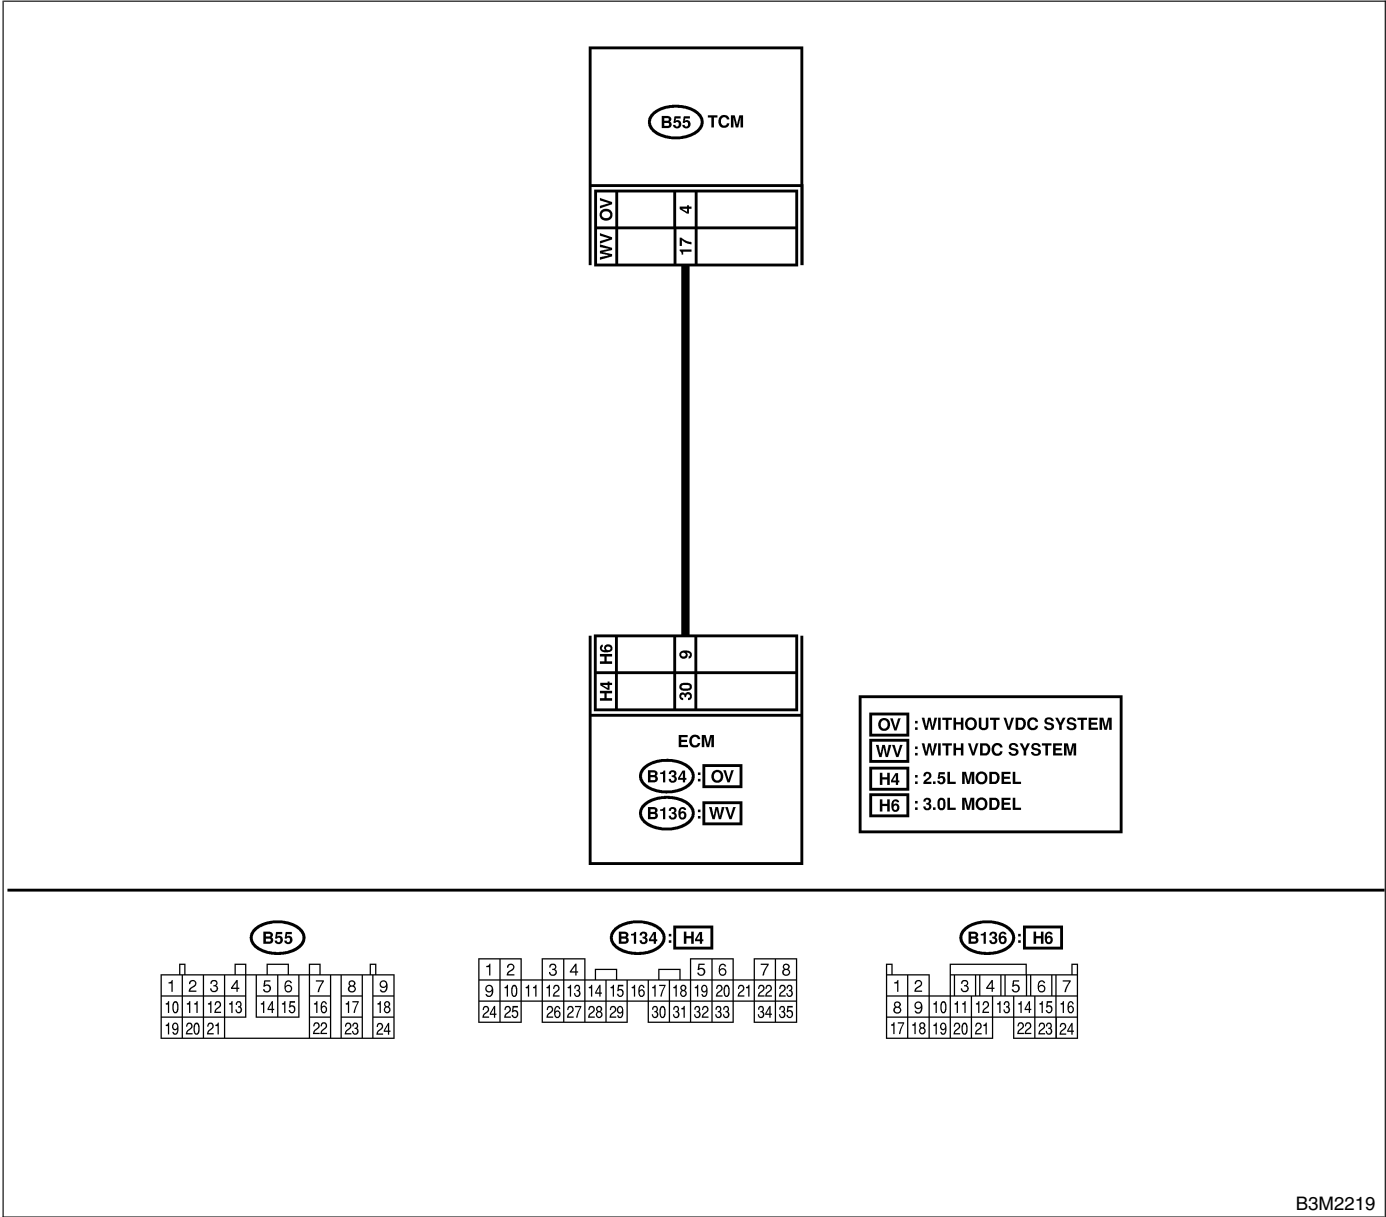 B55 TCM
OV 4
WV 17
H6 9
H4 30
ECM
B134 : OV
B136 : WV
OV : WITHOUT VDC SYSTEM
WV : WITH VDC SYSTEM
H4 : 2.5L MODEL
H6 : 3.0L MODEL
B55
1 2 3 4 5 6 7 8 9
10 11 12 13 14 15 16 17 18
19 20 21 22 23 24
B134 : H4
1 2 3 4 5 6 7 8
9 10 11 12 13 14 15 16 17 18 19 20 21 22 23
24 25 26 27 28 29 30 31 32 33 34 35
B136 : H6
1 2 3 4 5 6 7
8 9 10 11 12 13 14 15 16
17 18 19 20 21 22 23 24
B3M2219